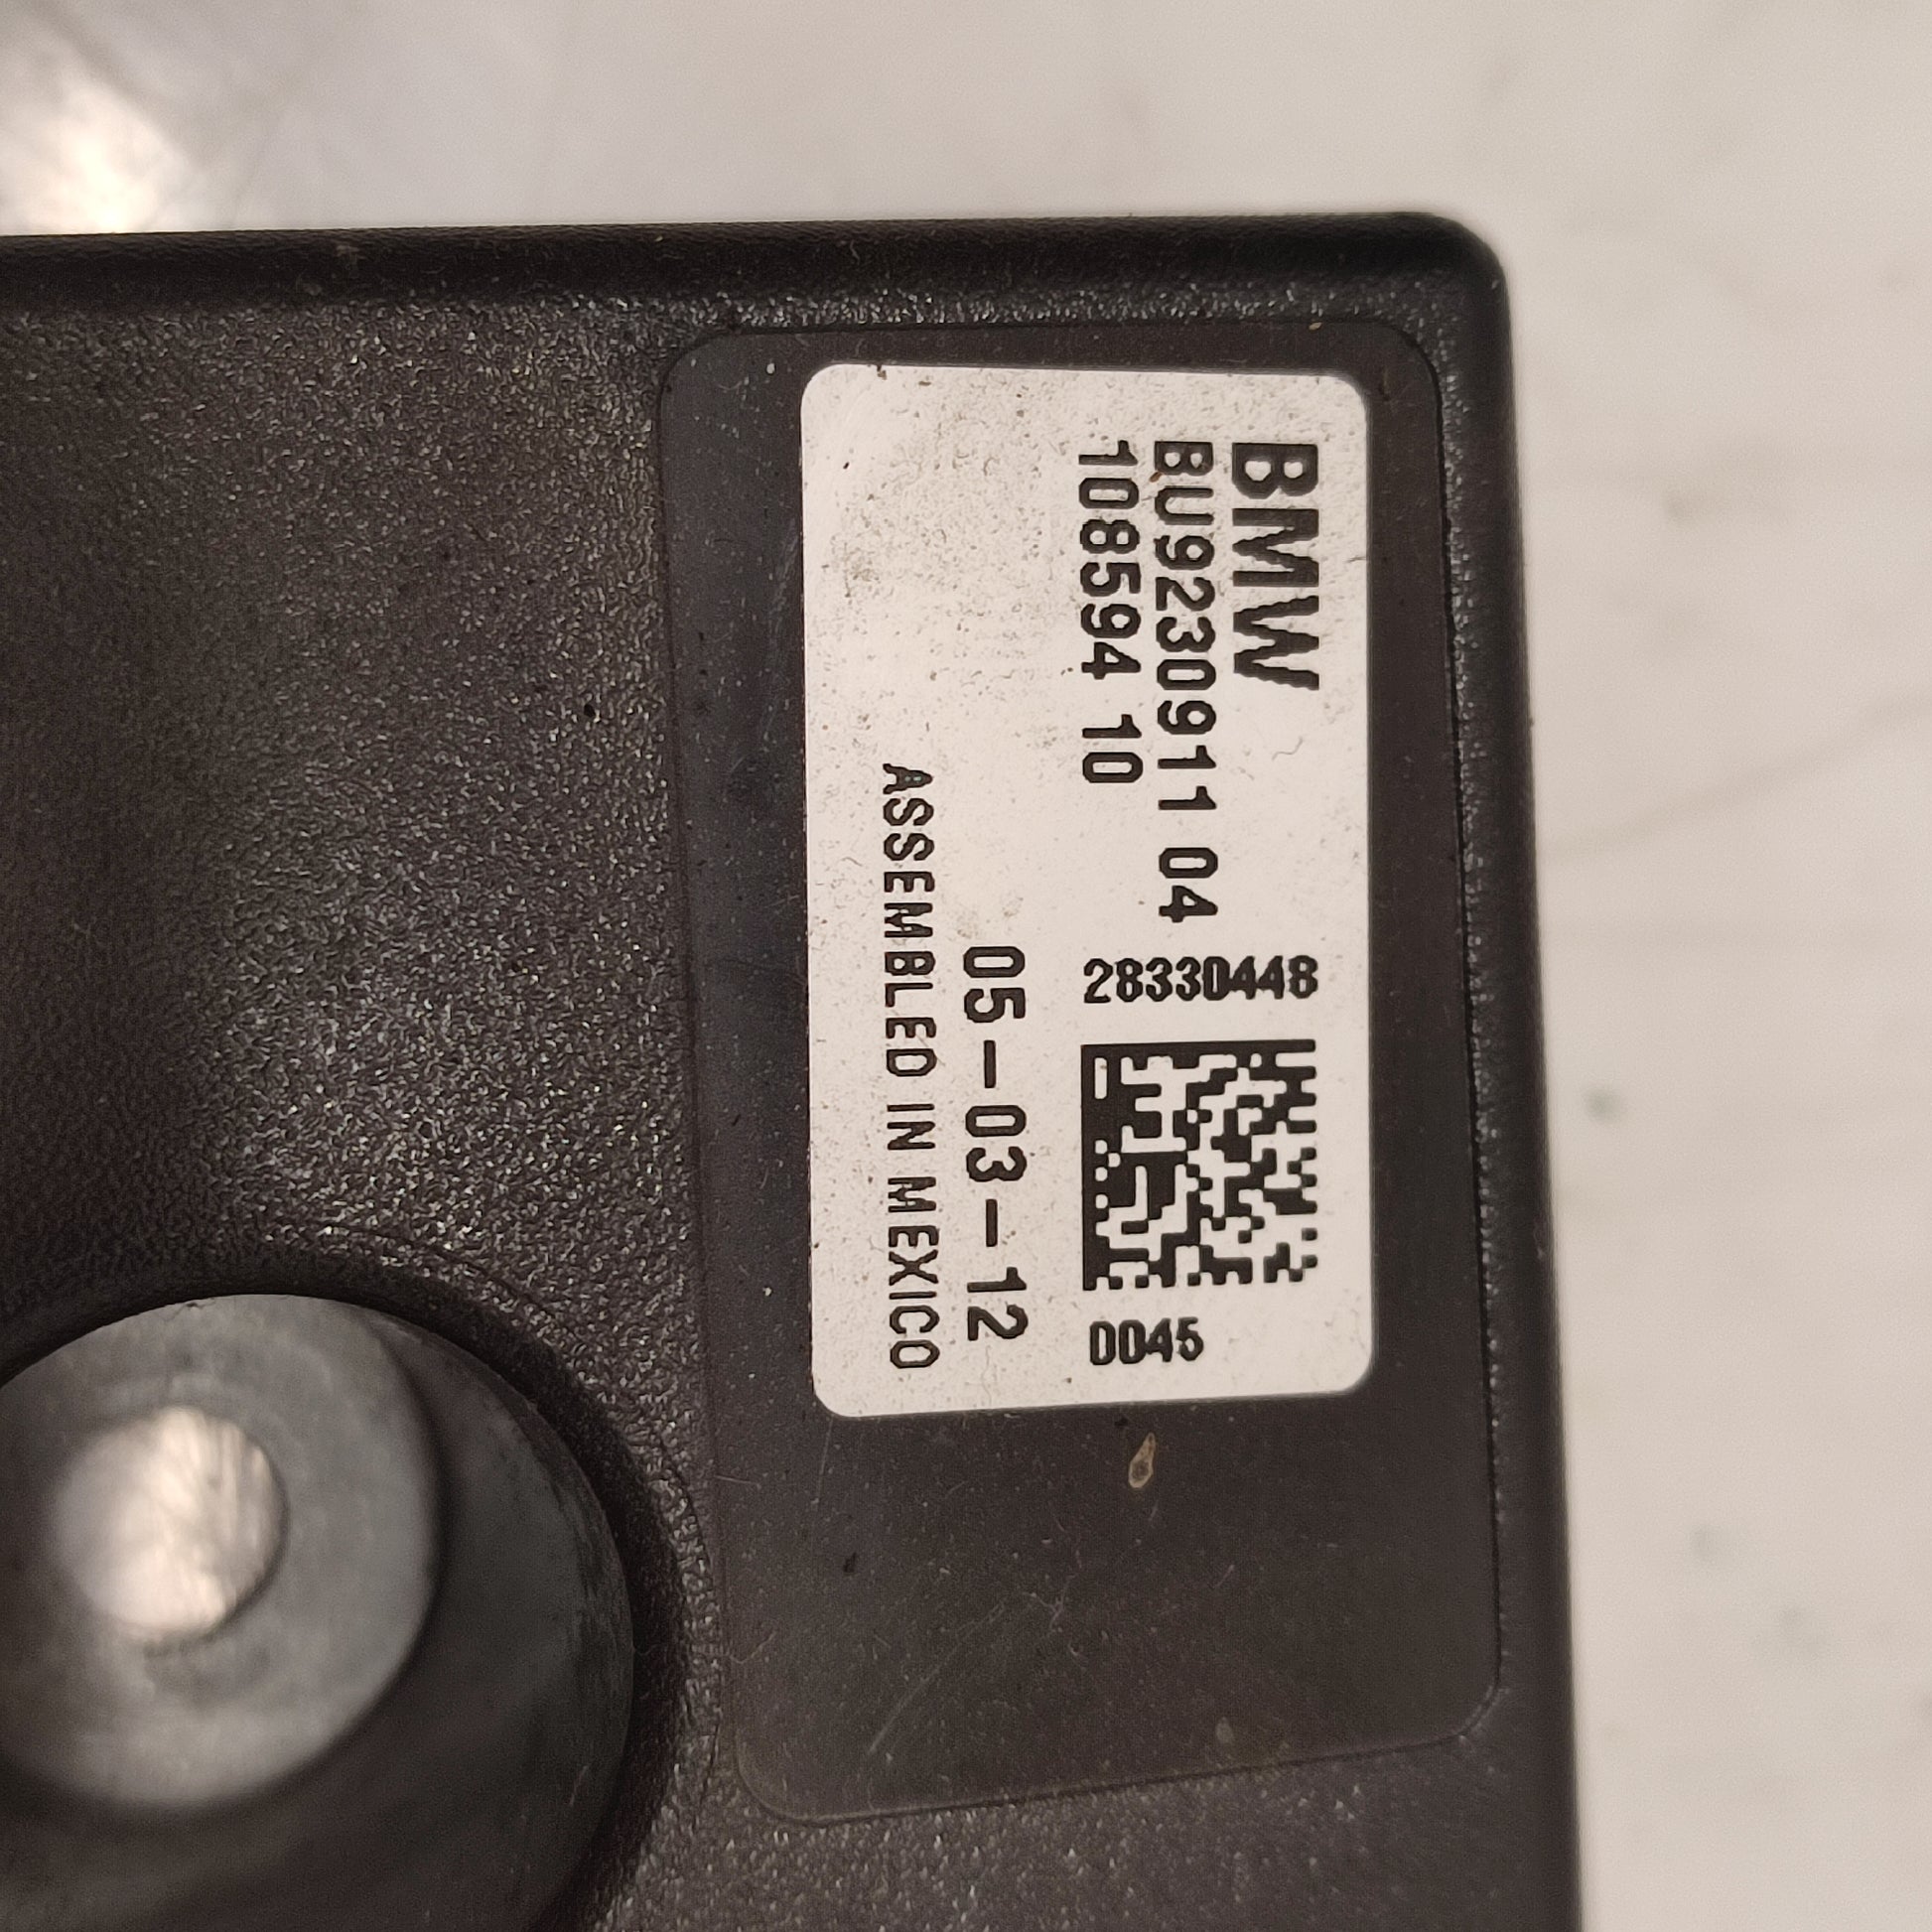 BMW
BU9230911 04
108594 10
28330448
0045
05-03-12
ASSEMBLED IN MEXICO